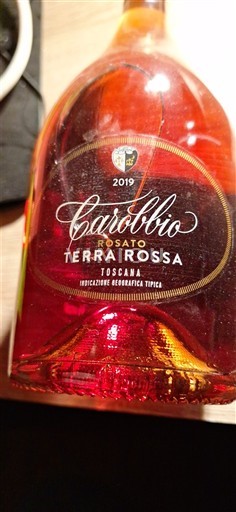 2019
Carobbio
ROSATO
TERRA ROSSA
TOSCANA
INDICAZIONE GEOGRAFICA TIPICA